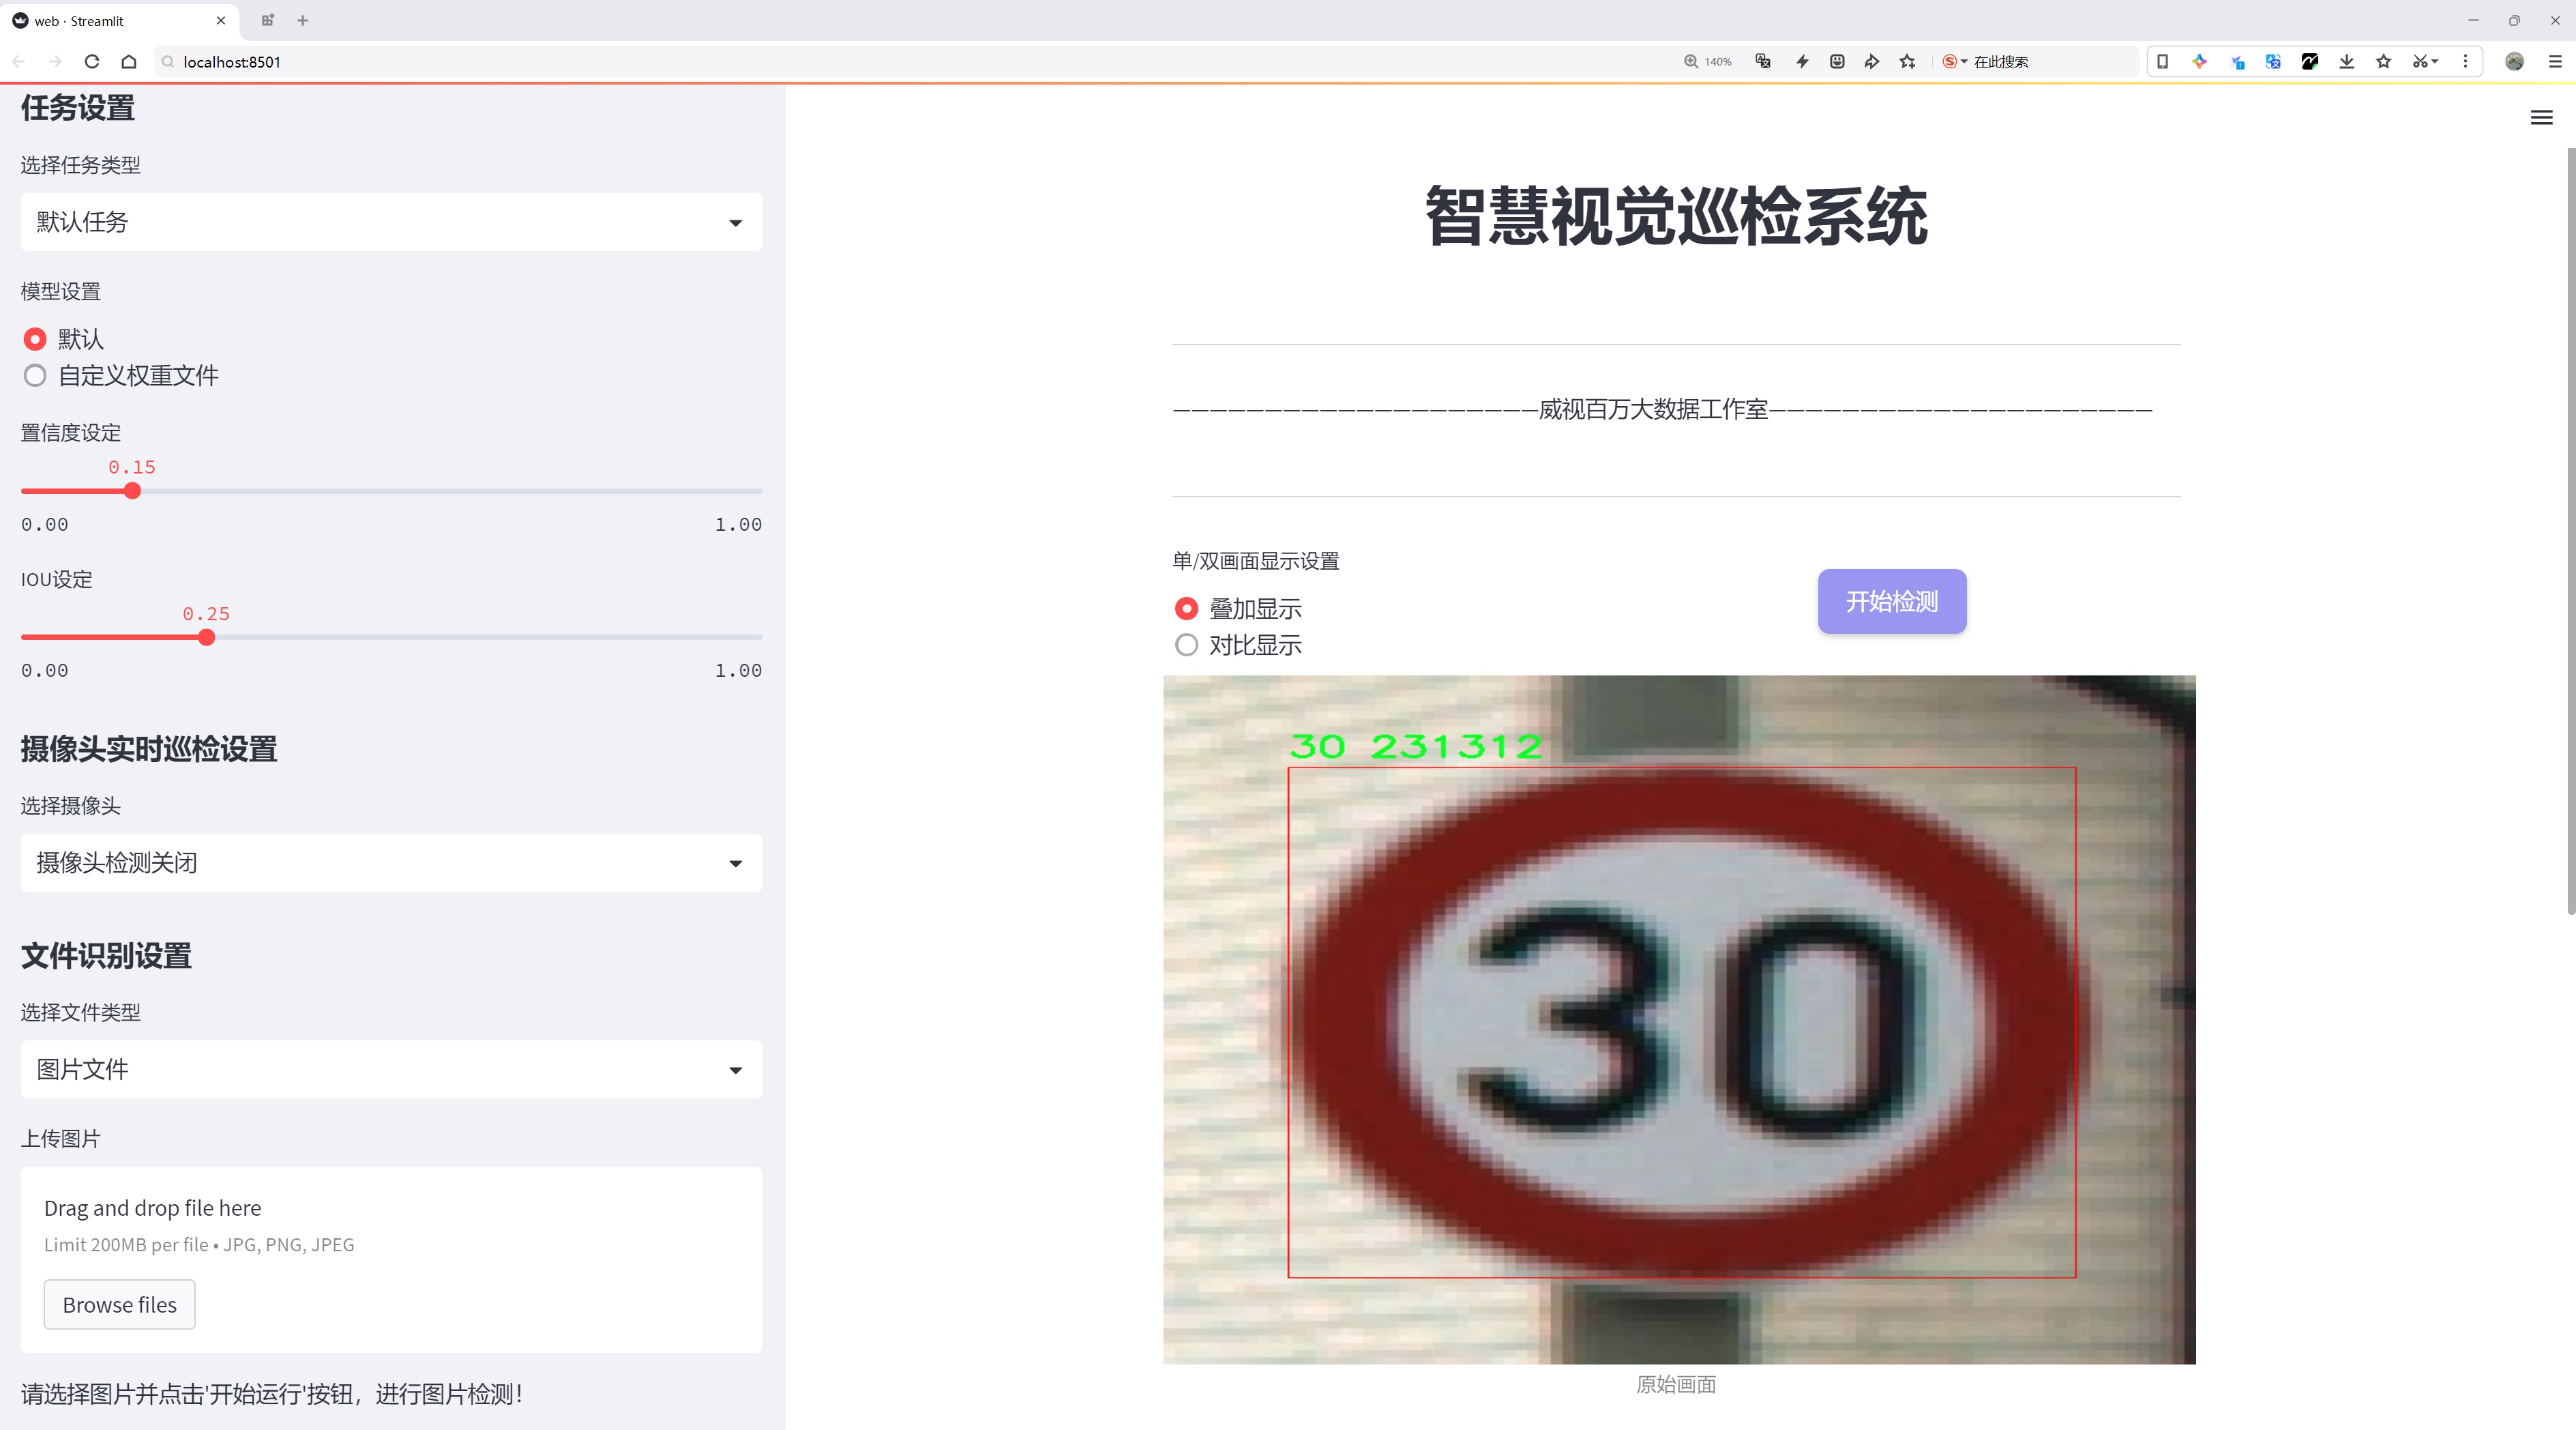 web · Streamlit
localhost:8501
140%
在此搜索
任务设置
选择任务类型
默认任务
模型设置
默认
自定义权重文件
置信度设定
0.15
0.00 1.00
IOU设定
0.25
0.00 1.00
摄像头实时巡检设置
选择摄像头
摄像头检测关闭
文件识别设置
选择文件类型
图片文件
上传图片
Drag and drop file here
Limit 200MB per file • JPG, PNG, JPEG
Browse files
请选择图片并点击'开始运行'按钮，进行图片检测！
智慧视觉巡检系统
————————————————————威视百万大数据工作室—————————————————————
单/双画面显示设置
叠加显示
对比显示
开始检测
30 231312
30
原始画面